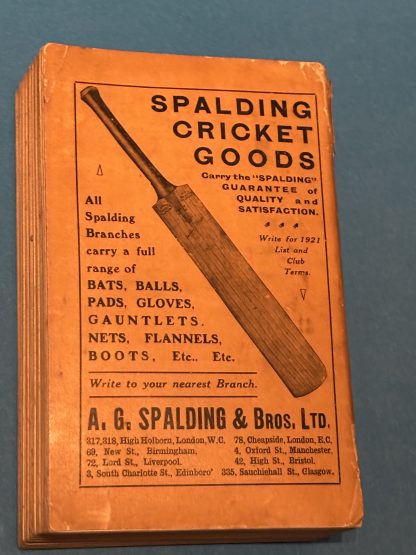 SPALDING
CRICKET
GOODS
Carry the "SPALDING"
GUARANTEE of
QUALITY and
SATISFACTION.
Write for 1921
List and
Club
Terms.
All
Spalding
Branches
carry a full
range of
BATS, BALLS,
PADS, GLOVES,
GAUNTLETS.
NETS, FLANNELS,
BOOTS, Etc., Etc.
Write to your nearest Branch.
A. G. SPALDING & BROS, LTD.
317,318, High Holborn, London, W.C. 78, Cheapside, London, E.C,
69, New St., Birmingham. 4, Oxford St., Manchester.
72, Lord St., Liverpool. 42, High St., Bristol.
3, South Charlotte St., Edinboro' 335, Sauchiehall St., Glasgow.